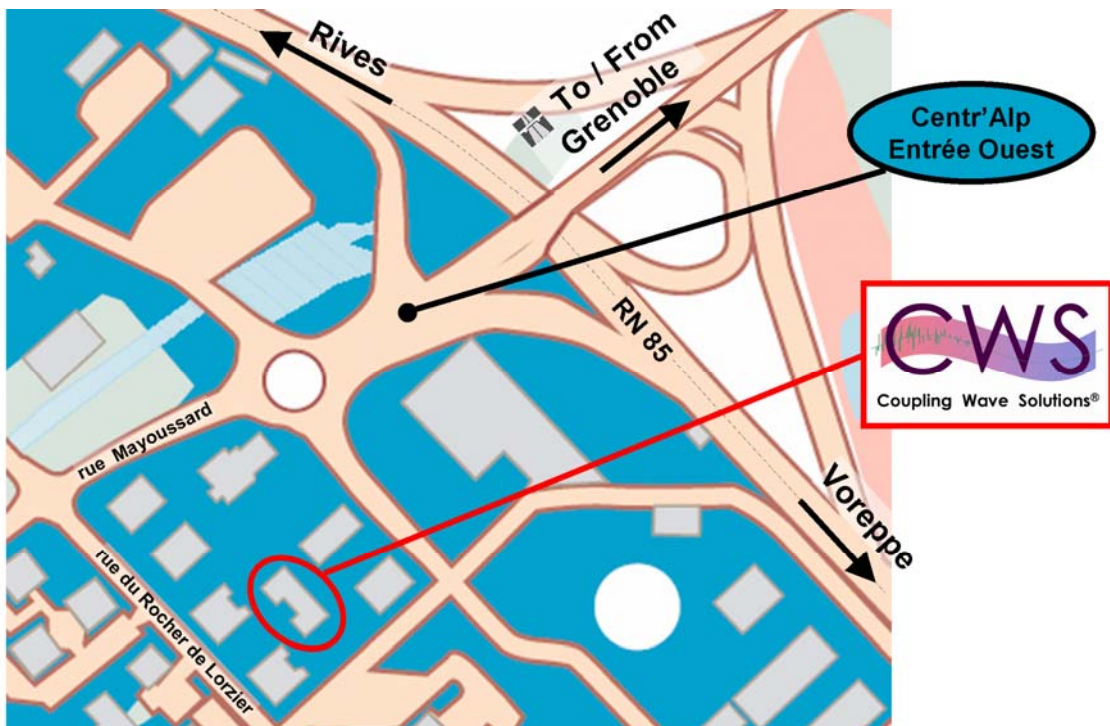 Rives
To / From
Grenoble
Centr'Alp
Entrée Ouest
RN 85
CWS
Coupling Wave Solutions®
rue Mayoussard
Voreppe
rue du Rocher de Lorzier